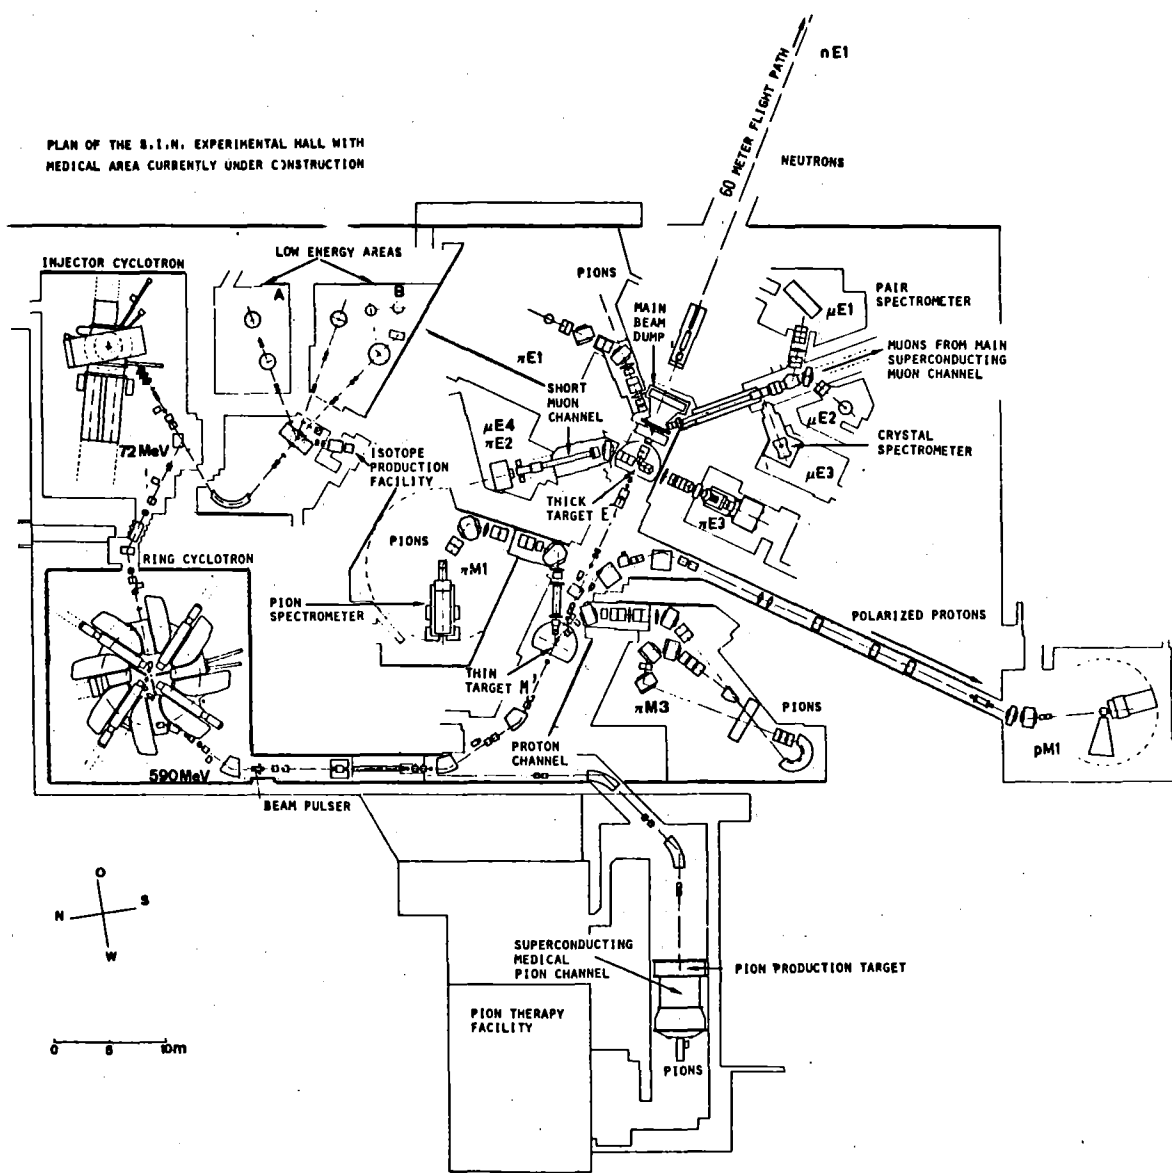 nE1
60 METER FLIGHT PATH
PLAN OF THE S.I.N. EXPERIMENTAL HALL WITH
MEDICAL AREA CURRENTLY UNDER CONSTRUCTION
NEUTRONS
INJECTOR CYCLOTRON
LOW ENERGY AREAS
A
B
PIONS
MAIN
BEAM
DUMP
PAIR
SPECTROMETER
μE1
πE1
MUONS FROM MAIN
SUPERCONDUCTING
MUON CHANNEL
SHORT
MUON
CHANNEL
μE2
μE4
πE2
CRYSTAL
SPECTROMETER
72MeV
ISOTOPE
PRODUCTION
FACILITY
μE3
THICK
TARGET E
πE3
RING CYCLOTRON
PIONS
πM1
PION
SPECTROMETER
POLARIZED PROTONS
THIN
TARGET M
πM3
PIONS
PROTON
CHANNEL
pM1
590MeV
BEAM PULSER
O
N
S
W
SUPERCONDUCTING
MEDICAL
PION CHANNEL
PION PRODUCTION TARGET
PION THERAPY
FACILITY
0 5 10m
PIONS